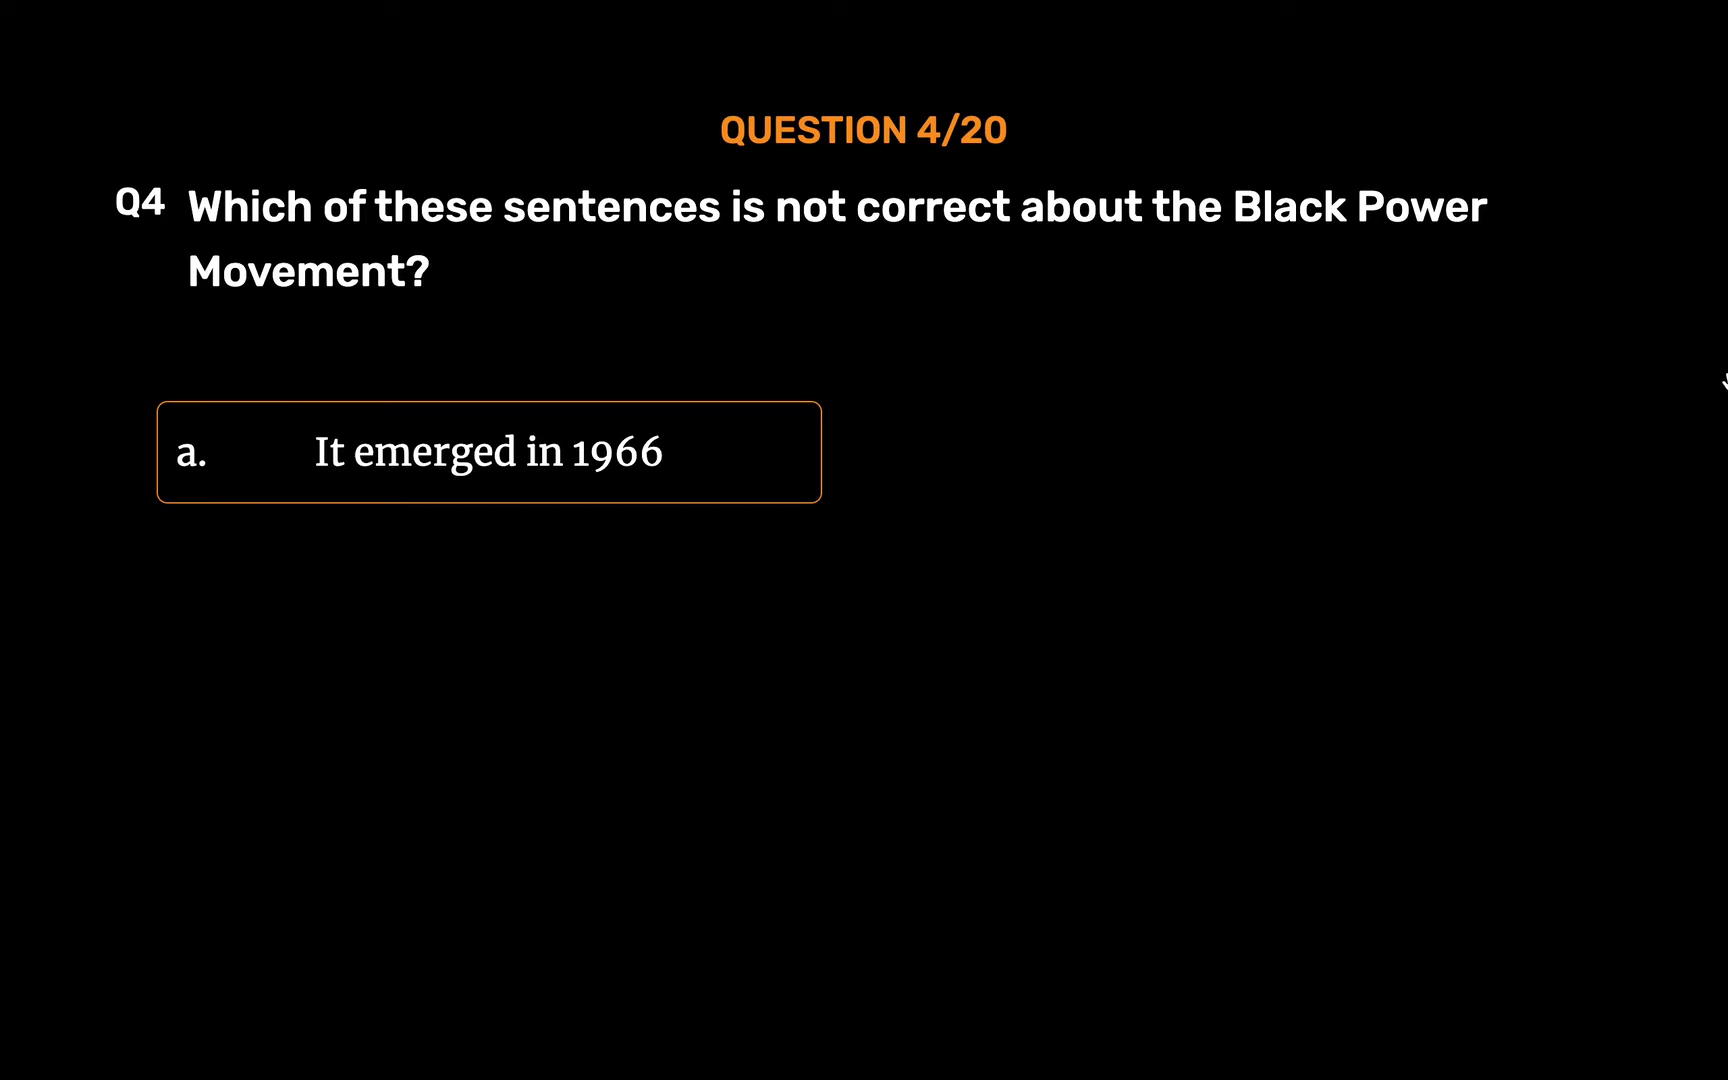 QUESTION 4/20
Q4 Which of these sentences is not correct about the Black Power
Movement?
a. It emerged in 1966